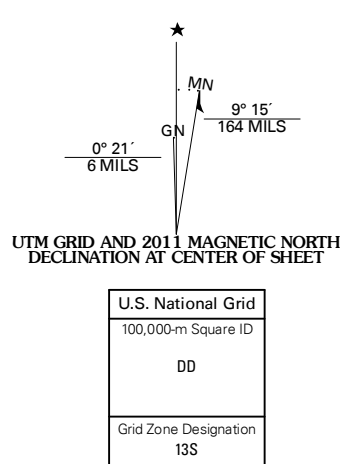 MN
GN
9° 15´
164 MILS
0° 21´
6 MILS
UTM GRID AND 2011 MAGNETIC NORTH
DECLINATION AT CENTER OF SHEET
U.S. National Grid
100,000-m Square ID
DD
Grid Zone Designation
13S